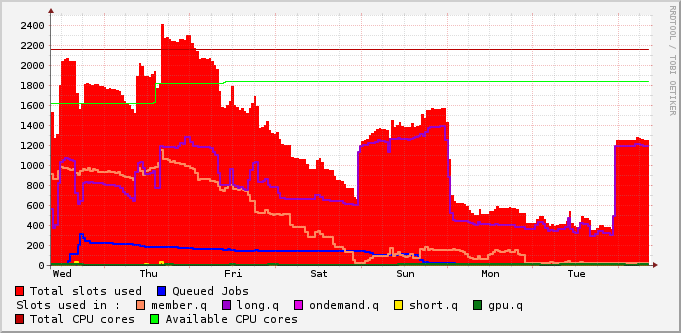 2400
2200
2000
1800
1600
1400
1200
1000
800
600
400
200
0
Wed Thu Fri Sat Sun Mon Tue
RRDTOOL / TOBI OETIKER
Total slots used Queued Jobs
Slots used in : member.q long.q ondemand.q short.q gpu.q
Total CPU cores Available CPU cores